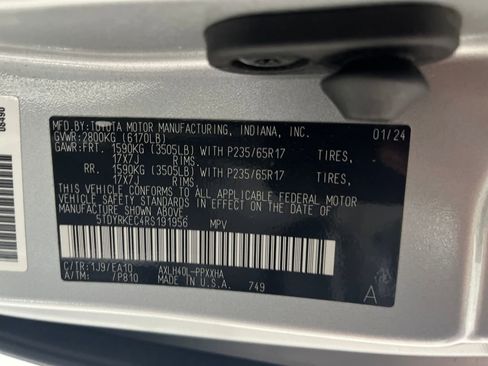 MFD.BY:TOYOTA MOTOR MANUFACTURING, INDIANA, INC. 01/24
GVWR:2800KG (6170LB)
GAWR:FRT. 1590KG (3505LB) WITH P235/65R17 TIRES,
17X7J RIMS.
RR. 1590KG (3505LB) WITH P235/65R17 TIRES,
17X7J RIMS.
THIS VEHICLE CONFORMS TO ALL APPLICABLE FEDERAL MOTOR
VEHICLE SAFETY STANDARDS IN EFFECT ON THE DATE OF
MANUFACTURE SHOWN ABOVE.
5TDYRKEC4RS191956 MPV
C/TR:1J9/EA10 AXLH40L-PPXXHA
A/TM: /P810 MADE IN U.S.A. 749
A